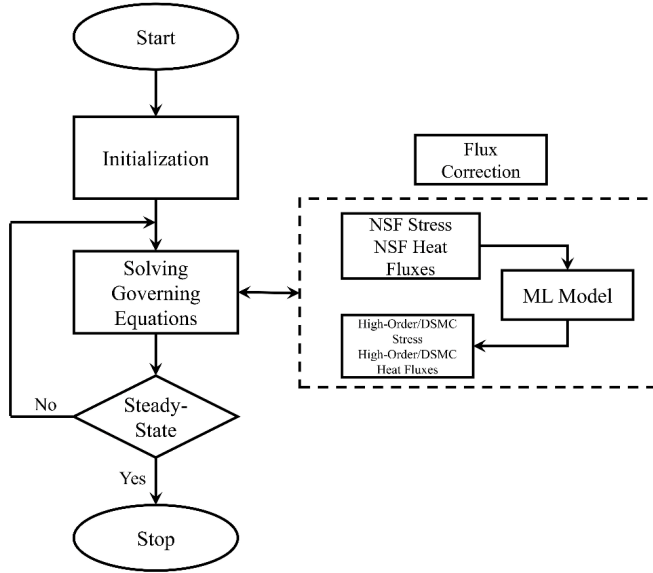 Start
Initialization
Solving
Governing
Equations
Steady-
State
No
Yes
Stop
Flux
Correction
NSF Stress
NSF Heat
Fluxes
ML Model
High-Order/DSMC
Stress
High-Order/DSMC
Heat Fluxes